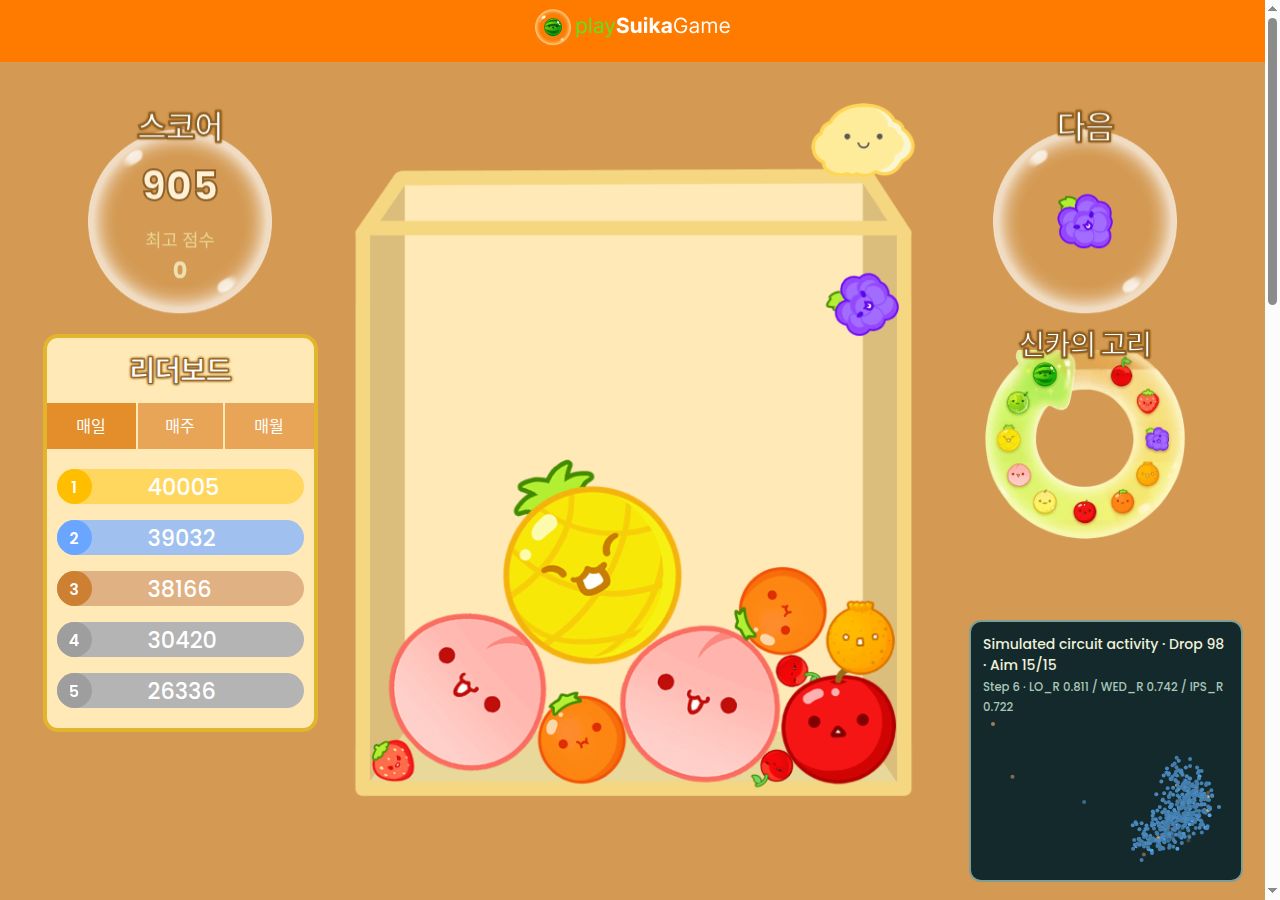 playSuikaGame
스코어
905
최고 점수
0
리더보드
매일 매주 매월
1 40005
2 39032
3 38166
4 30420
5 26336
다음
신카의 고리
Simulated circuit activity · Drop 98
· Aim 15/15
Step 6 · LO_R 0.811 / WED_R 0.742 / IPS_R
0.722